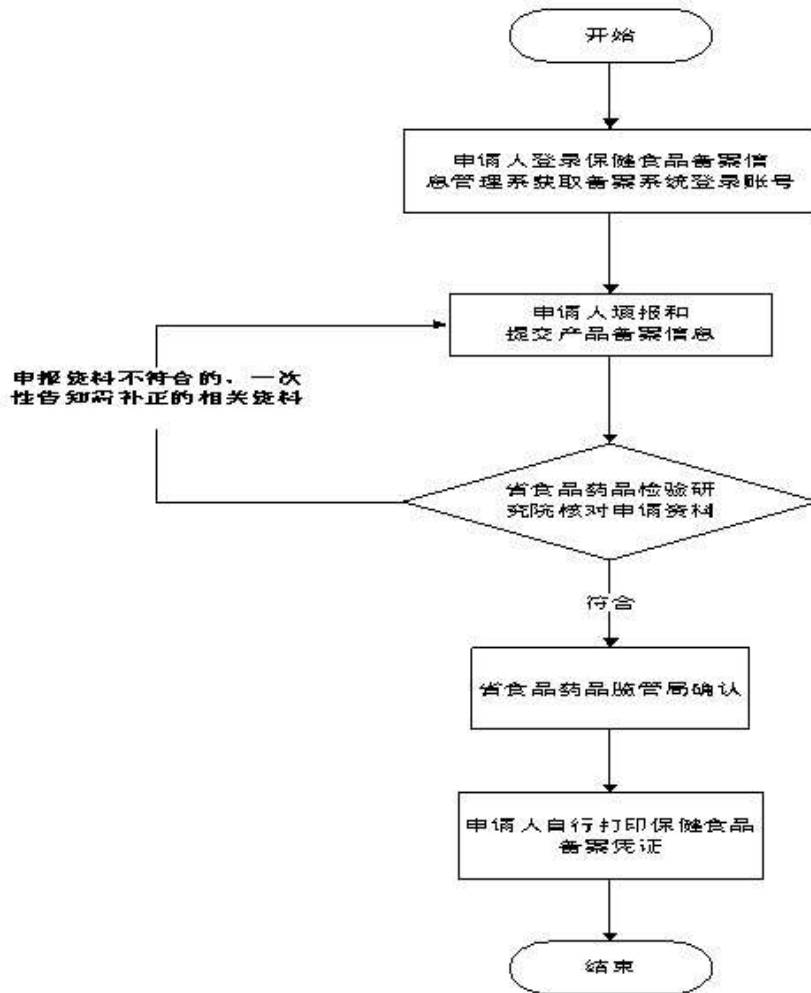 开始
申请人登录保健食品备案信
息管理系获取备案系统登录账号
申请人填报和
提交产品备案信息
申报资料不符合的，一次
性告知需补正的相关资料
省食品药品检验研
究院核对申请资料
符合
省食品药品监管局确认
申请人自行打印保健食品
备案凭证
结束